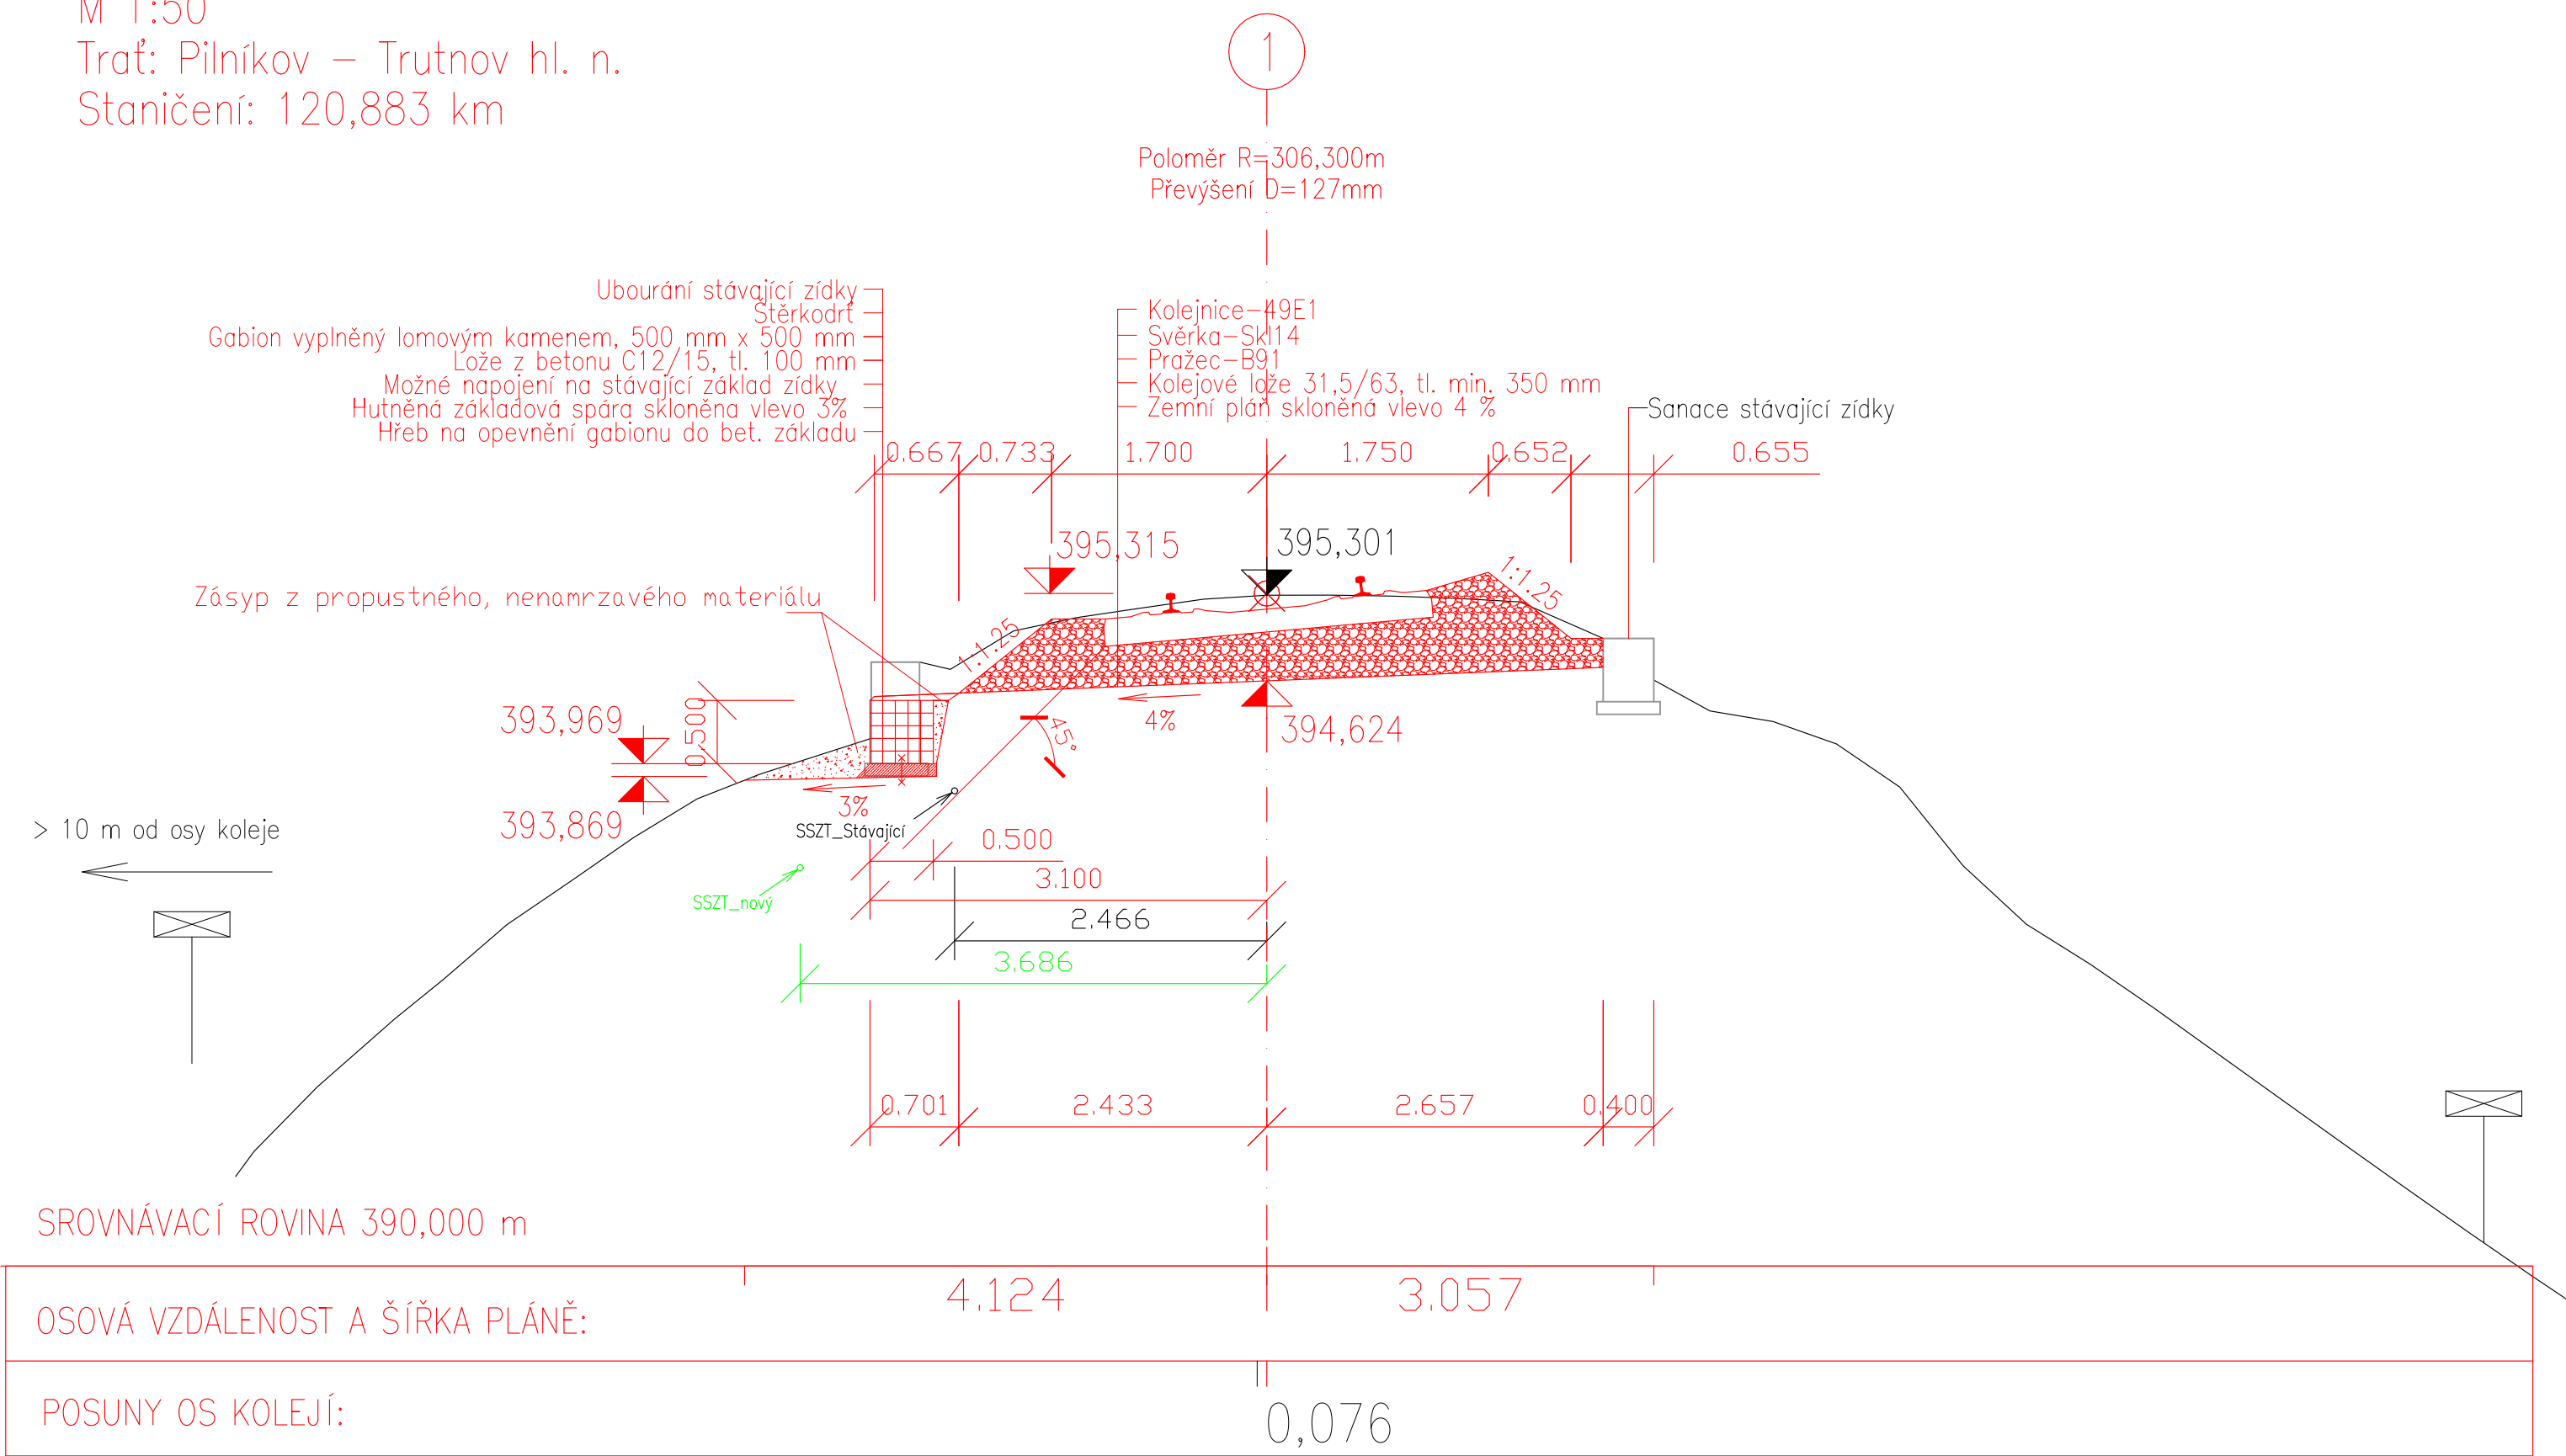 M 1:50
Trať: Pilníkov – Trutnov hl. n.
Staničení: 120,883 km
1
Poloměr R=306,300m
Převýšení D=127mm
Ubourání stávající zídky
Štěrkodrť
Gabion vyplněný lomovým kamenem, 500 mm x 500 mm
Lože z betonu C12/15, tl. 100 mm
Možné napojení na stávající základ zídky
Hutněná základová spára skloněna vlevo 3%
Hřeb na opevnění gabionu do bet. základu
Kolejnice-49E1
Svěrka-Skl14
Pražec-B91
Kolejové lože 31,5/63, tl. min. 350 mm
Zemní pláň skloněná vlevo 4 %
Sanace stávající zídky
0.667 0.733 1.700 1.750 0.652 0.655
395,315
395,301
1:1.25
Zásyp z propustného, nenamrzavého materiálu
1:1.25
0.500
393,969
4%
45°
394,624
3%
393,869
SSZT_Stávající
> 10 m od osy koleje
0.500
3.100
SSZT_nový
2.466
3.686
0.701 2.433 2.657 0.400
SROVNÁVACÍ ROVINA 390,000 m
4.124 3.057
OSOVÁ VZDÁLENOST A ŠÍŘKA PLÁNĚ:
POSUNY OS KOLEJÍ:
0,076